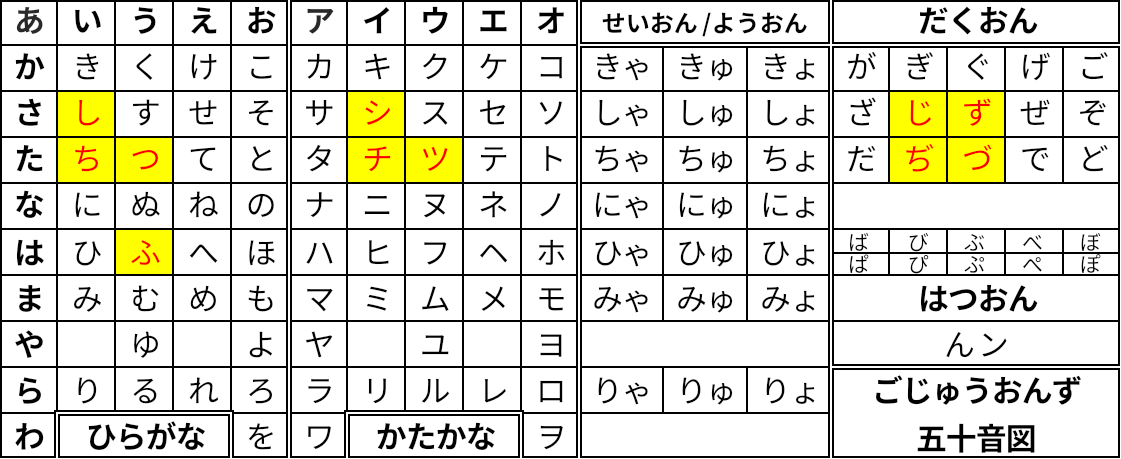 あ い う え お ア イ ウ エ オ せいおん/ようおん だくおん
か き く け こ カ キ ク ケ コ きゃ きゅ きょ が ぎ ぐ げ ご
さ し す せ そ サ シ ス セ ソ しゃ しゅ しょ ざ じ ず ぜ ぞ
た ち つ て と タ チ ツ テ ト ちゃ ちゅ ちょ だ ぢ づ で ど
な に ぬ ね の ナ ニ ヌ ネ ノ にゃ にゅ にょ
は ひ ふ へ ほ ハ ヒ フ ヘ ホ ひゃ ひゅ ひょ ば び ぶ べ ぼ
ぱ ぴ ぷ ぺ ぽ
ま み む め も マ ミ ム メ モ みゃ みゅ みょ はつおん
や ゆ よ ヤ ユ ヨ んン
ら り る れ ろ ラ リ ル レ ロ りゃ りゅ りょ ごじゅうおんず
わ ひらがな を ワ かたかな ヲ 五十音図